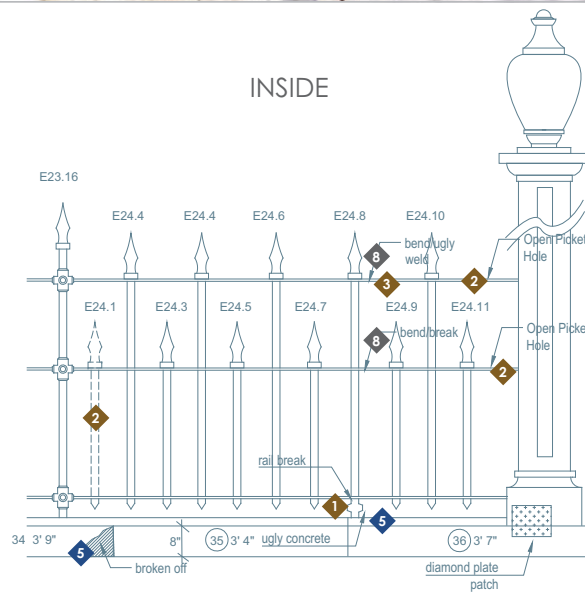 INSIDE
E23.16
E24.4
E24.4
E24.6
E24.8
E24.10
bend/ugly
weld
8
3
2
Open Picket
Hole
E24.1
E24.3
E24.5
E24.7
E24.9
E24.11
8
bend/break
Open Picke
Hole
2
2
rail break
1
5
34 3' 9"
5
broken off
8"
35 3' 4"
ugly concrete
36 3' 7"
diamond plate
patch